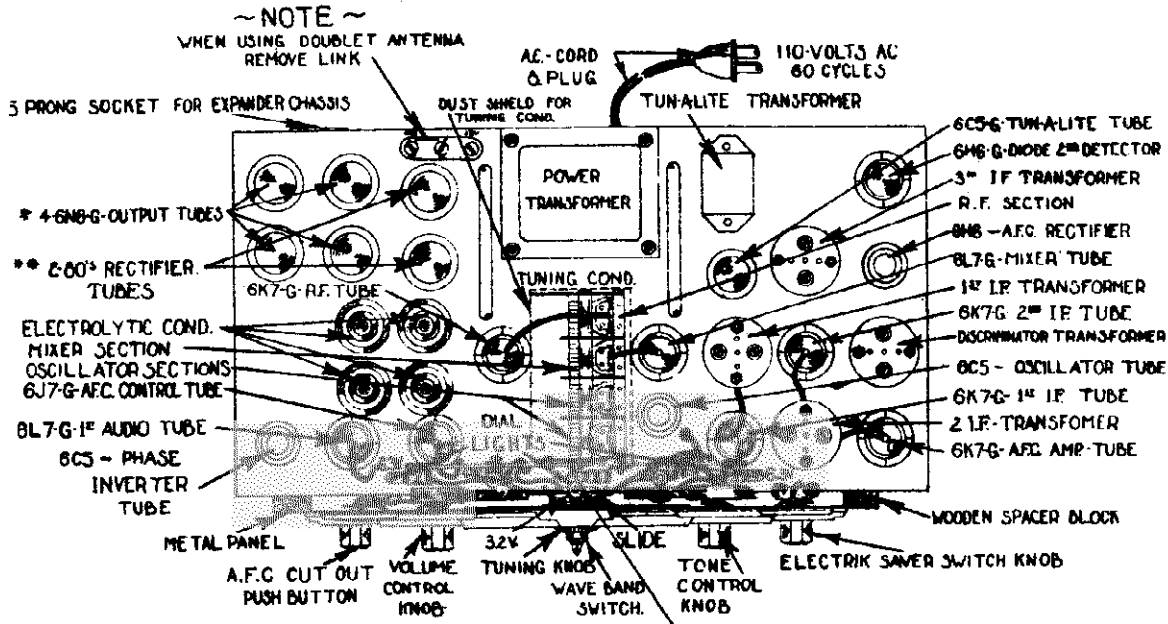 ~NOTE~
WHEN USING DOUBLET ANTENNA
REMOVE LINK
A.C.-CORD
& PLUG
110-VOLTS AC
60 CYCLES
PRONG SOCKET FOR EXPANDER CHASSIS
DUST SHIELD FOR
TUNING COND.
TUN-A-LITE TRANSFORMER
POWER
TRANSFORMER
* 4-6N6-G-OUTPUT TUBES
** 2-80'S RECTIFIER.
TUBES
6K7-G-R.F. TUBE
ELECTROLYTIC COND.
MIXER SECTION
OSCILLATOR SECTIONS
6J7-G-A.F.C. CONTROL TUBE
6L7-G-1ST AUDIO TUBE
6C5 - PHASE
INVERTER
TUBE
TUNING COND.
DIAL
LIGHTS
6C5-G-TUN-A-LITE TUBE
6H6-G-DIODE 2ND DETECTOR
3RD I.F TRANSFORMER
R.F. SECTION
6H6 - A.F.C. RECTIFIER
6L7-G-MIXER TUBE
1ST I.F. TRANSFORMER
6K7-G 2ND I.F. TUBE
DISCRIMINATOR TRANSFORMER
6C5 - OSCILLATOR TUBE
6K7-G-1ST I.F. TUBE
2 I.F.-TRANSFOMER
6K7-G-A.F.C. AMP-TUBE
METAL PANEL
A.F.C CUT OUT
PUSH BUTTON
VOLUME
CONTROL
KNOB
3.2V.
TUNING KNOB
WAVE BAND
SWITCH.
SLIDE
TONE
CONTROL
KNOB
ELECTRIK SAVER SWITCH KNOB
WOODEN SPACER BLOCK